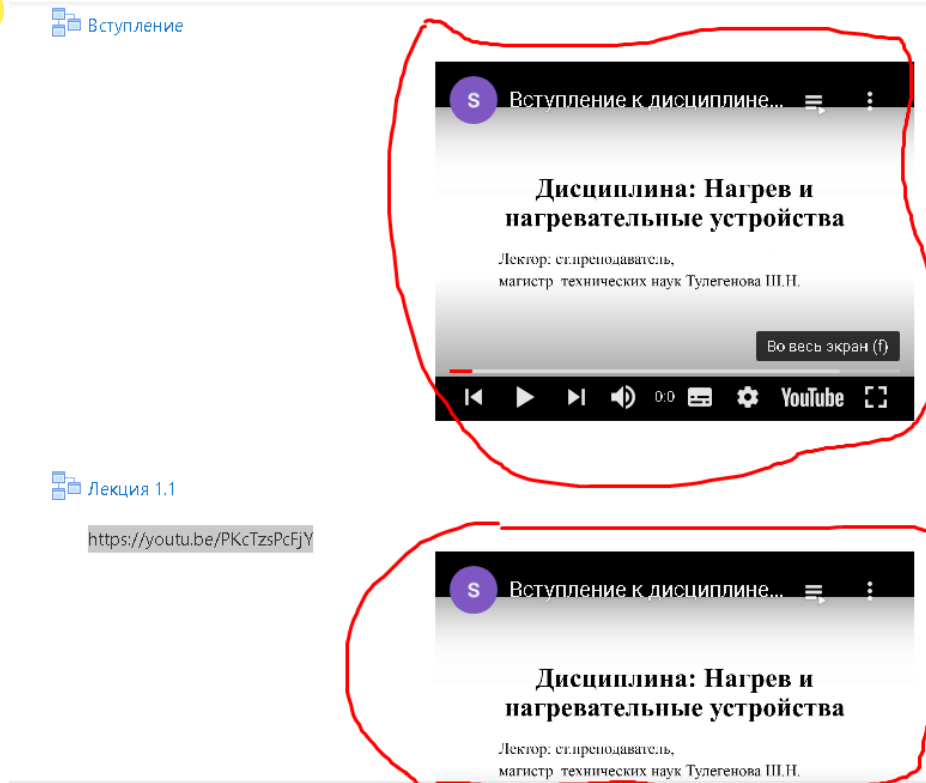 Вступление
S Вступление к дисциплине...
Дисциплина: Нагрев и
нагревательные устройства
Лектор: ст.преподаватель,
магистр технических наук Тулегенова Ш.Н.
Во весь экран (f)
0:0 YouTube
Лекция 1.1
https://youtu.be/PKcTzsPcFjY
S Вступление к дисциплине...
Дисциплина: Нагрев и
нагревательные устройства
Лектор: ст.преподаватель,
магистр технических наук Тулегенова Ш.Н.